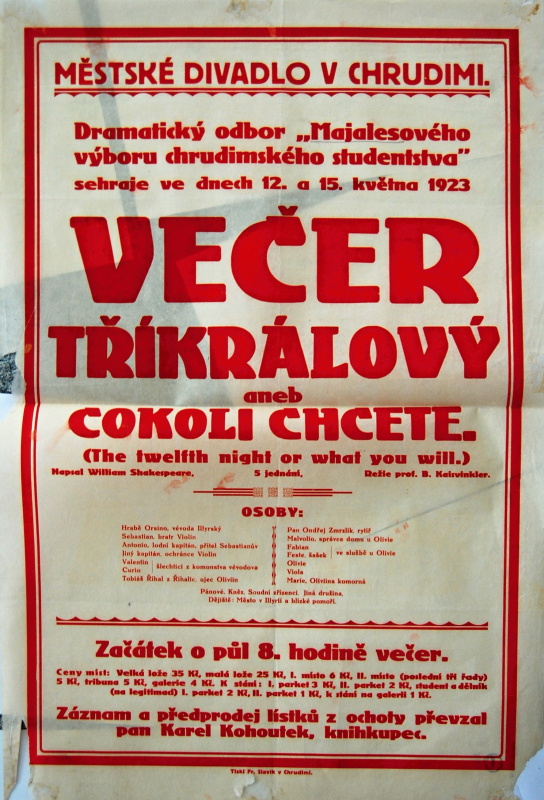 MĚSTSKÉ DIVADLO V CHRUDIMI.
Dramatický odbor „Majalesového
výboru chrudimského studentstva"
sehraje ve dnech 12. a 15. května 1923
VEČER
TŘÍKRÁLOVÝ
aneb
COKOLI CHCETE.
(The twelfth night or what you will.)
Napsal William Shakespeare, 5 jednání, Režie prof. B. Kaisvinkler.
OSOBY:
Hrabě Orsino, vévoda Illyrský
Sebastian, bratr Violin
Antonio, lodní kapitán, přítel Sebastianův
Jiný kapitán, ochránce Violin
Valentin
Curio
šlechtici z komonstva vévodova
Tobiáš Říhal z Říhalic, ujec Oliviin
Pan Ondřej Zmrzlík, rytíř
Malvolio, správce domu u Olivie
Fabian
Feste, šašek
ve službě u Olivie
Olivie
Viola
Marie, Oliviina komorná
Pánové. Kněz. Soudní zřízenci. Jiná družina.
Dějiště: Město v Illyrii a blízké pomoří.
Začátek o půl 8. hodině večer.
Ceny míst: Velká lože 35 Kč, malá lože 25 Kč, I. místo 6 Kč, II. místo (poslední tři řady)
5 Kč, tribuna 5 Kč, galerie 4 Kč. K stání: I. parket 3 Kč, II. parket 2 Kč, student a dělník
(na legitimaci) I. parket 2 Kč, II. parket 1 Kč, k stání na galerii 1 Kč.
Záznam a předprodej lístků z ochoty převzal
pan Karel Kohoutek, knihkupec.
Tiskl Fr. Slavík v Chrudimi.